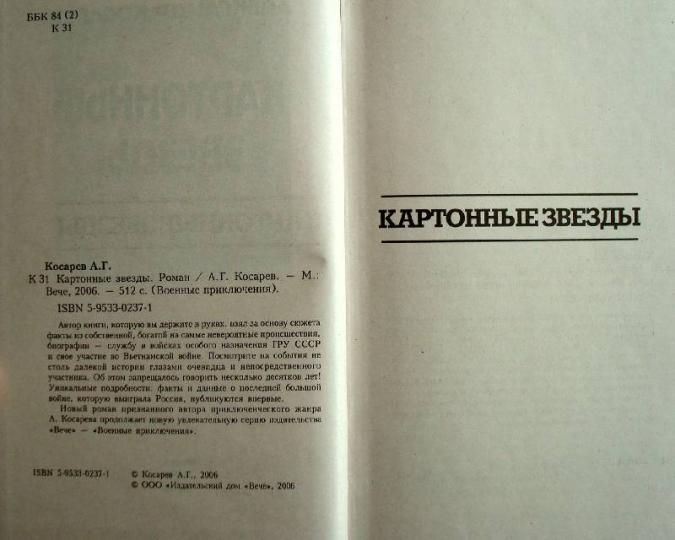 ББК 84 (2)
К 31
Косарев А.Г.
К 31 Картонные звезды. Роман / А.Г. Косарев. — М.:
Вече, 2006. — 512 с. (Военные приключения).
ISBN 5-9533-0237-1
Автор книги, которую вы держите в руках, взял за основу сюжета
факты из собственной, богатой на самые невероятные происшествия,
биографии — службу в войсках особого назначения ГРУ СССР
и свое участие во Вьетнамской войне. Посмотрите на события не
столь далекой истории глазами очевидца и непосредственного
участника. Об этом запрещалось говорить несколько десятков лет!
Уникальные подробности, факты и данные о последней большой
войне, которую выиграла Россия, публикуются впервые.
Новый роман признанного автора приключенческого жанра
А. Косарева продолжает новую увлекательную серию издательства
«Вече» — «Военные приключения».
ISBN 5-9533-0237-1
© Косарев А.Г., 2006
© ООО «Издательский дом «Вече», 2006
КАРТОННЫЕ ЗВЕЗДЫ